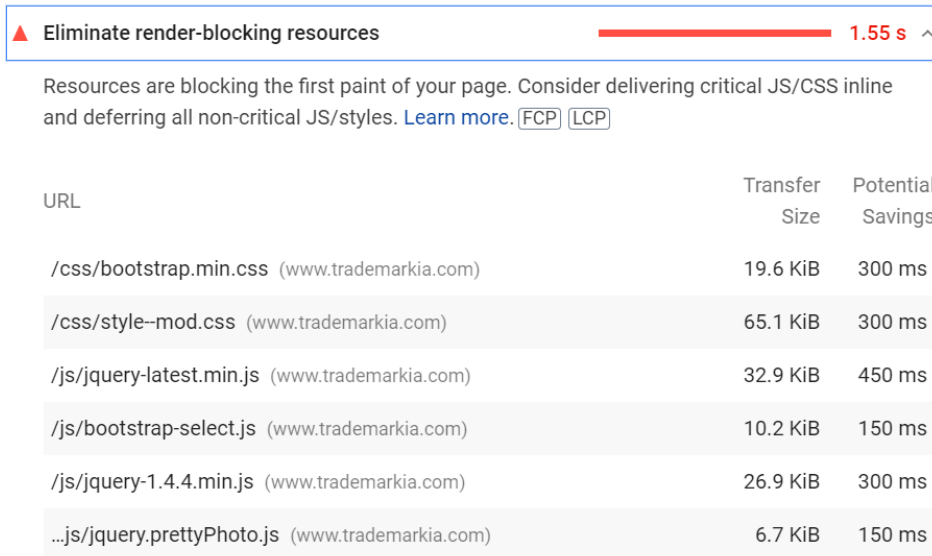 Eliminate render-blocking resources 1.55 s
Resources are blocking the first paint of your page. Consider delivering critical JS/CSS inline
and deferring all non-critical JS/styles. Learn more. FCP LCP
URL Transfer Size Potential Savings
/css/bootstrap.min.css (www.trademarkia.com) 19.6 KiB 300 ms
/css/style--mod.css (www.trademarkia.com) 65.1 KiB 300 ms
/js/jquery-latest.min.js (www.trademarkia.com) 32.9 KiB 450 ms
/js/bootstrap-select.js (www.trademarkia.com) 10.2 KiB 150 ms
/js/jquery-1.4.4.min.js (www.trademarkia.com) 26.9 KiB 300 ms
…js/jquery.prettyPhoto.js (www.trademarkia.com) 6.7 KiB 150 ms